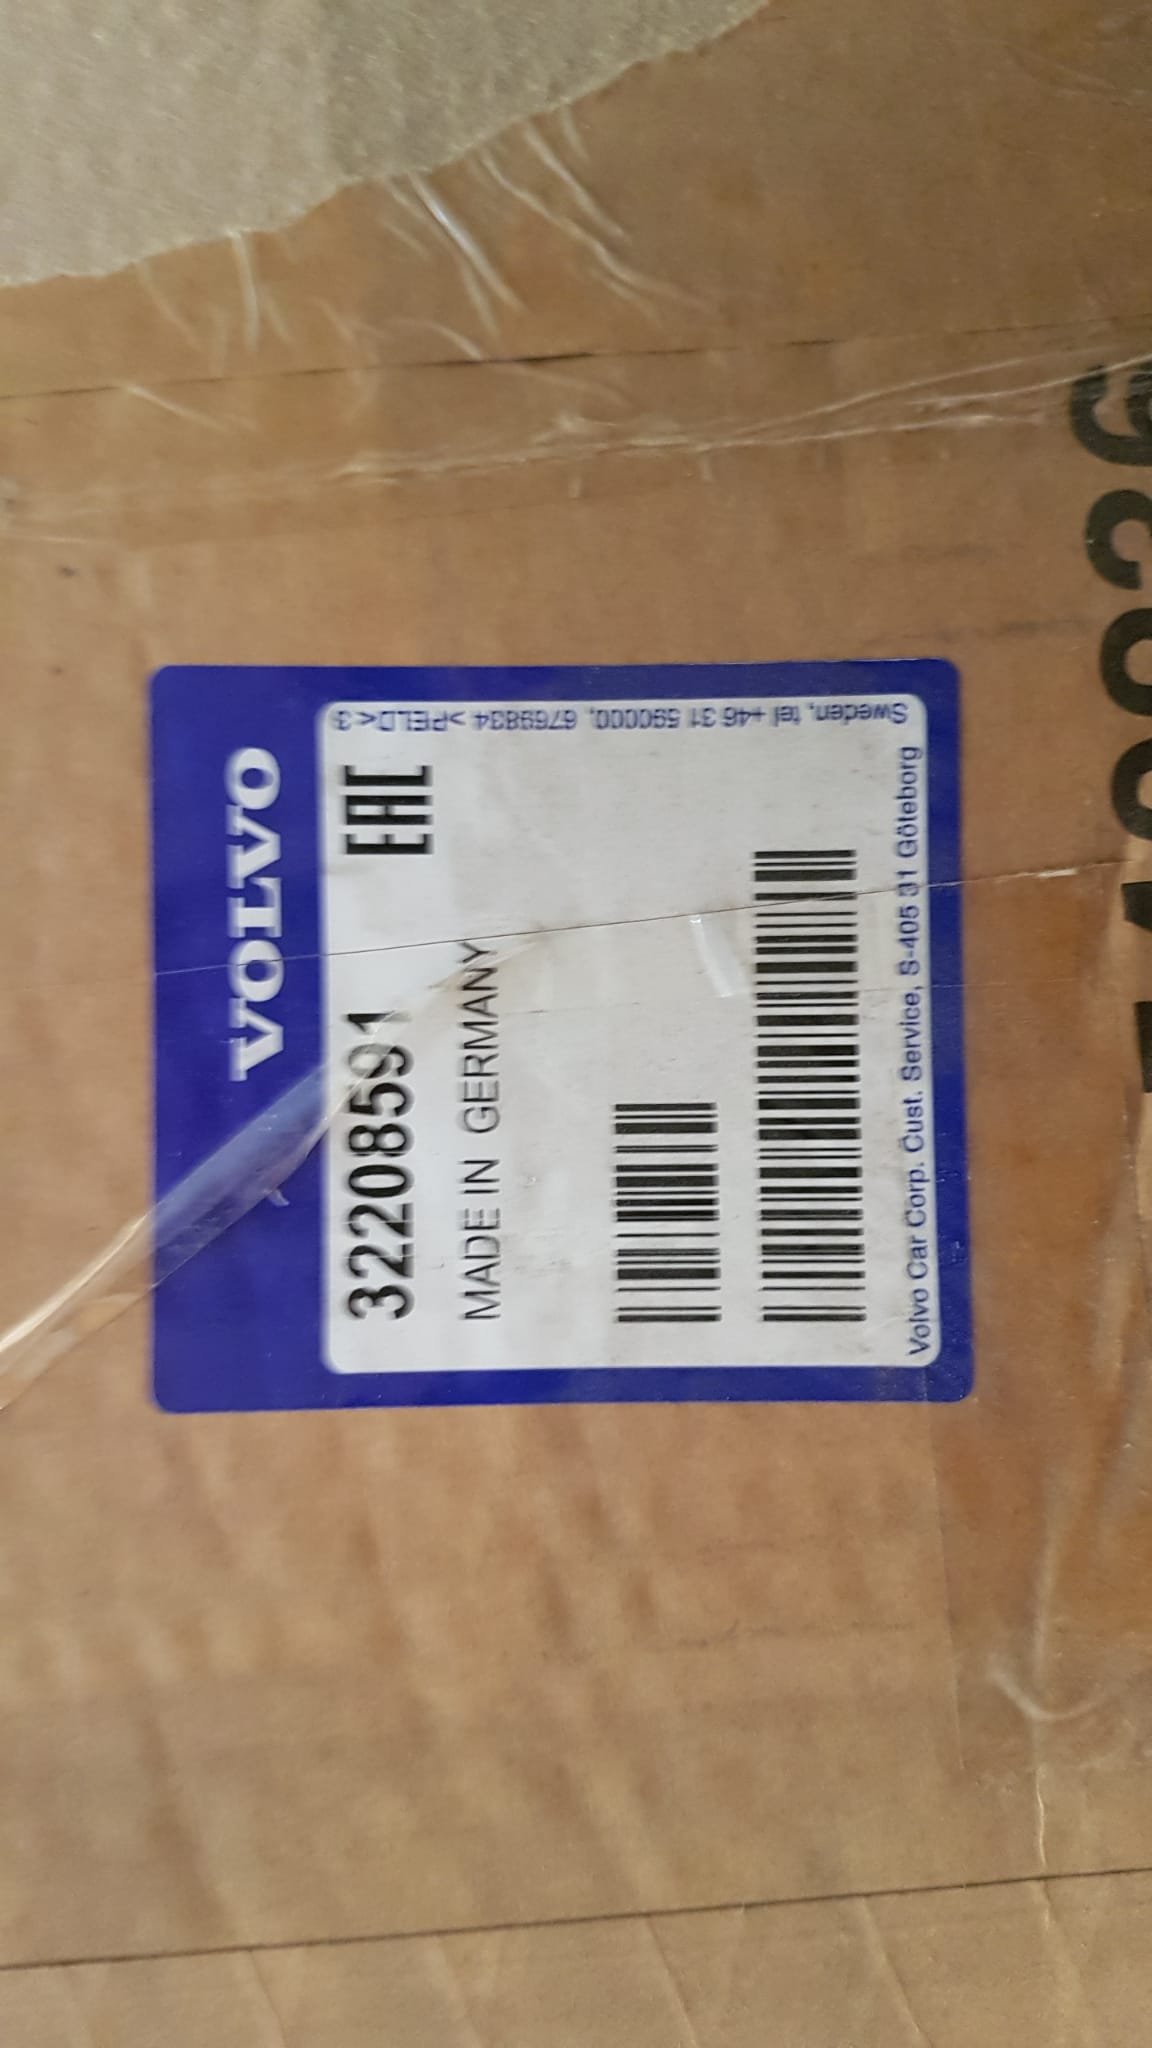 VOLVO
32208591
EAC
MADE IN GERMANY
Volvo Car Corp. Cust. Service, S-405 31 Göteborg
Sweden, tel +46 31 590000, 6769834 >PELD<3